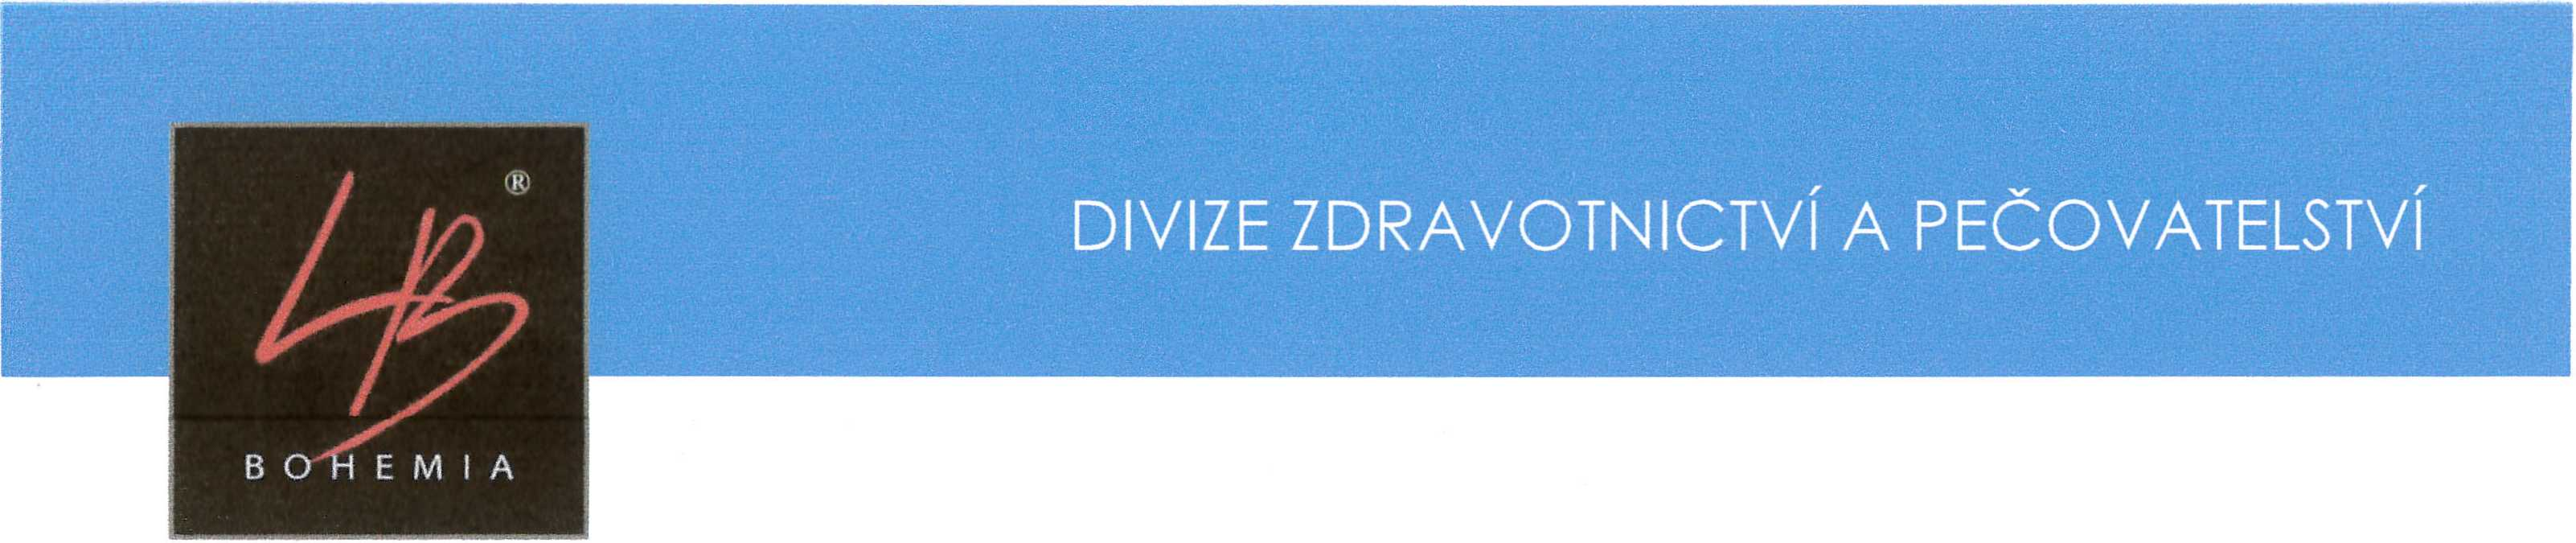 LB
®
BOHEMIA
DIVIZE ZDRAVOTNICTVÍ A PEČOVATELSTVÍ